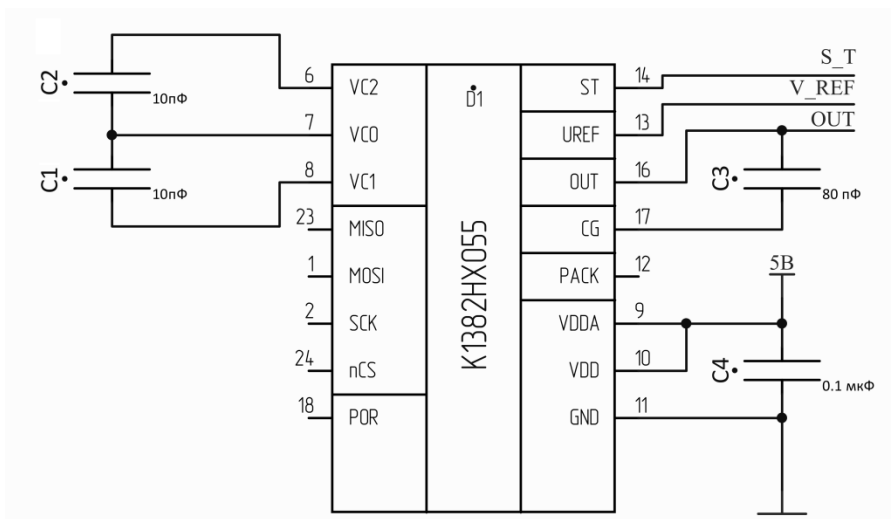 C2
10пФ
C1
10пФ
6
VC2
7
VC0
8
VC1
23
MISO
1
MOSI
2
SCK
24
nCS
18
POR
D1
К1382НХ055
ST
14
S_T
UREF
13
V_REF
OUT
16
OUT
C3
80 пФ
CG
17
PACK
12
5В
VDDA
9
VDD
10
C4
0.1 мкФ
GND
11